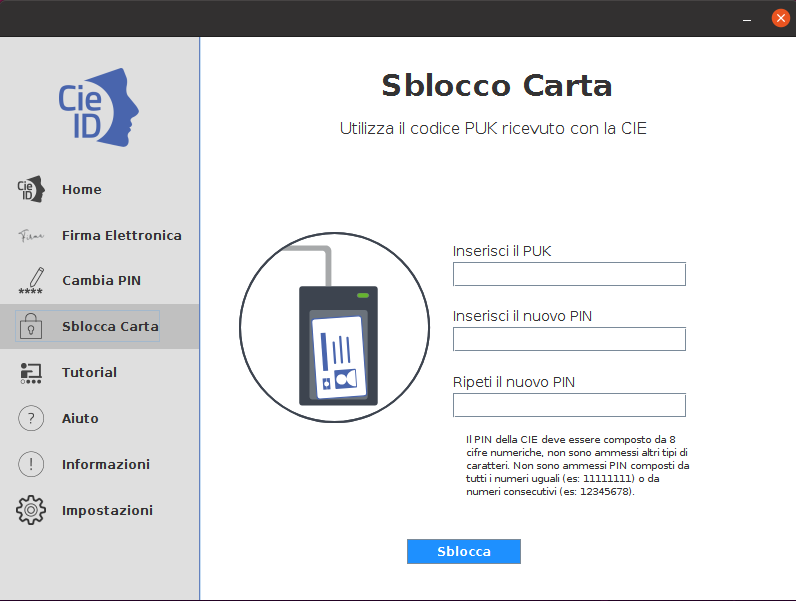 Cie
ID
Cie
ID
Home
Firma
Firma Elettronica
****
Cambia PIN
Sblocca Carta
Tutorial
?
Aiuto
!
Informazioni
Impostazioni
Sblocco Carta
Utilizza il codice PUK ricevuto con la CIE
Inserisci il PUK
Inserisci il nuovo PIN
Ripeti il nuovo PIN
Il PIN della CIE deve essere composto da 8
cifre numeriche, non sono ammessi altri tipi di
caratteri. Non sono ammessi PIN composti da
tutti i numeri uguali (es: 11111111) o da
numeri consecutivi (es: 12345678).
Sblocca